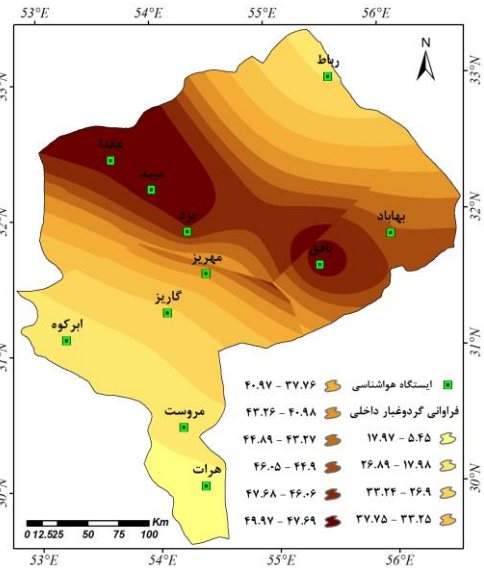 53°E 54°E 55°E 56°E
N
33°N 33°N
رباط
عقدا
میبد
یزد
بهاباد
32°N 32°N
بافق
مهریز
گاریز
ابرکوه
31°N 31°N
مروست
هرات
30°N 30°N
ایستگاه هواشناسی
فراوانی گردوغبار داخلی
۵.۴۵ - ۱۷.۹۷
۱۷.۹۸ - ۲۶.۸۹
۲۶.۹ - ۳۳.۲۴
۳۳.۲۵ - ۳۷.۷۵
۳۷.۷۶ - ۴۰.۹۷
۴۰.۹۸ - ۴۳.۲۶
۴۳.۲۷ - ۴۴.۸۹
۴۴.۹ - ۴۶.۰۵
۴۶.۰۶ - ۴۷.۶۸
۴۷.۶۹ - ۴۹.۹۷
Km
0 12.525 50 75 100
53°E 54°E 55°E 56°E